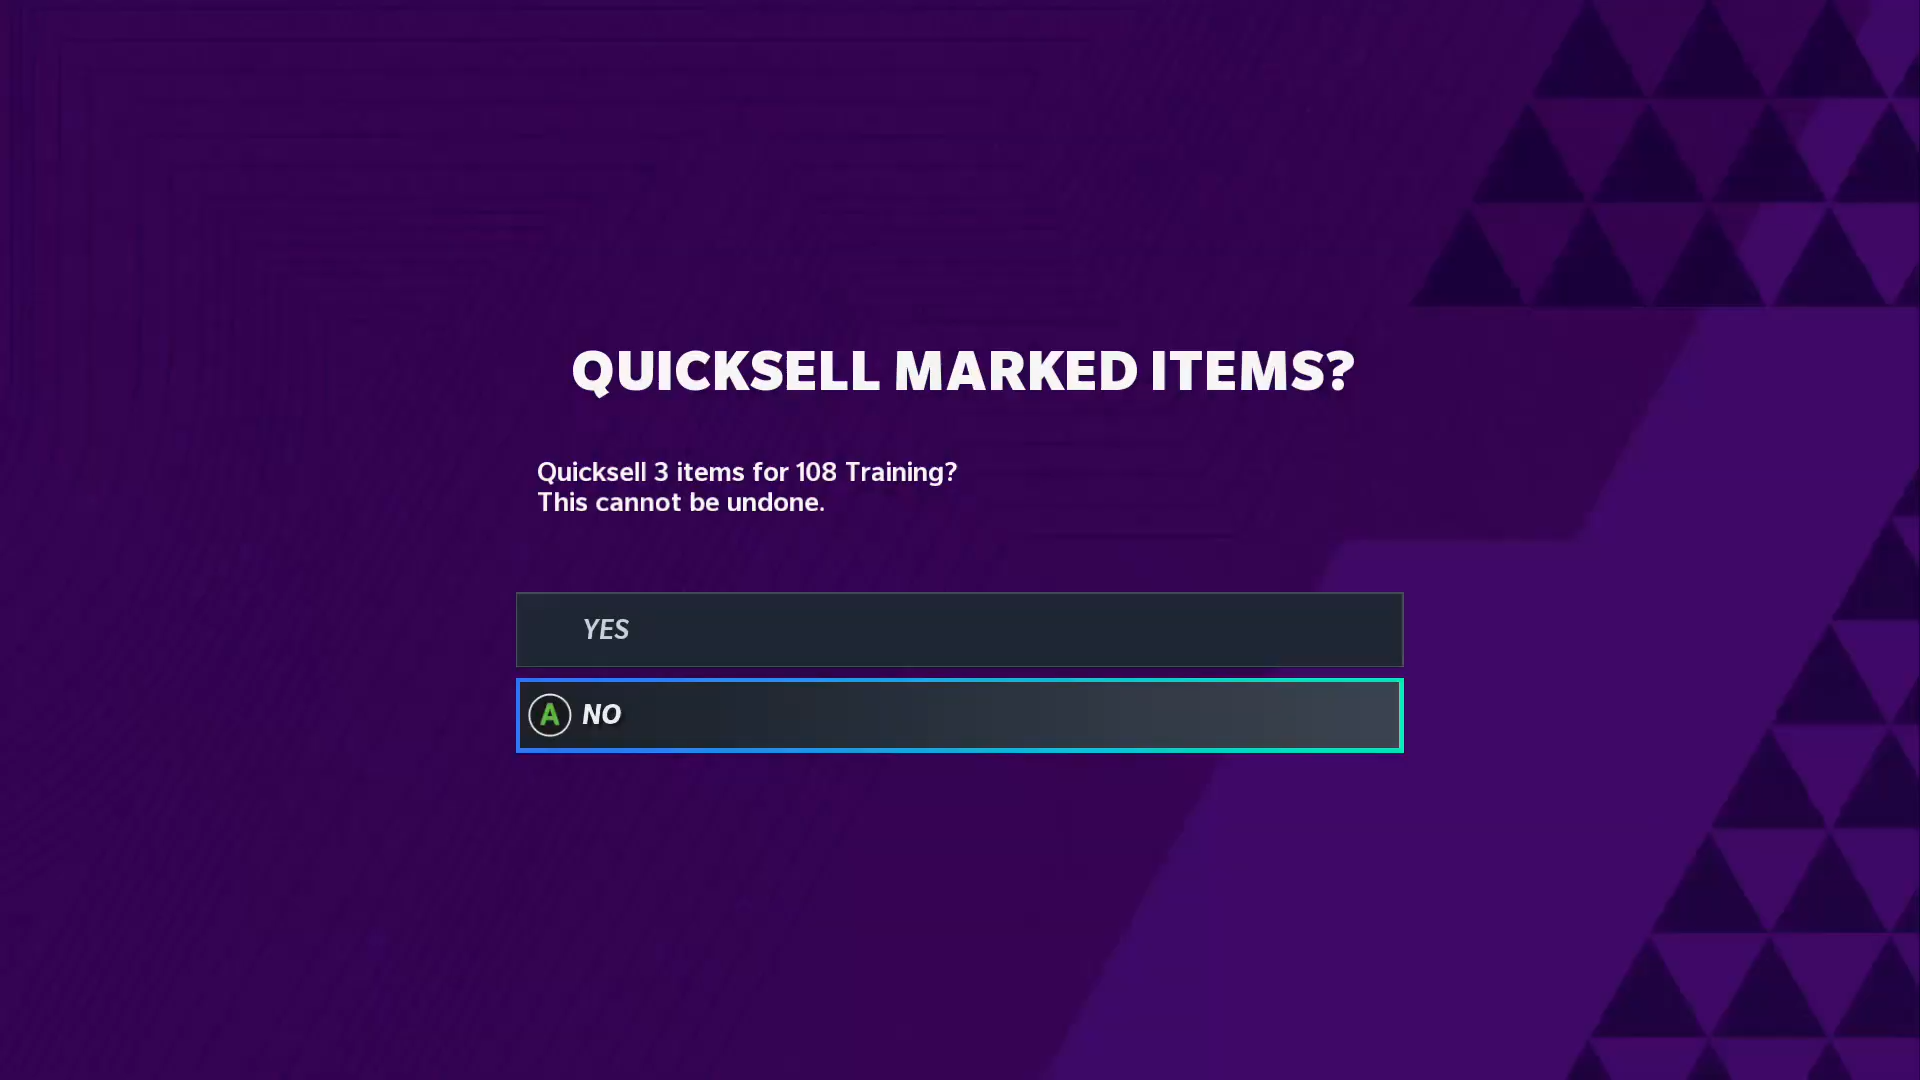 QUICKSELL MARKED ITEMS?
Quicksell 3 items for 108 Training?
This cannot be undone.
YES
A NO